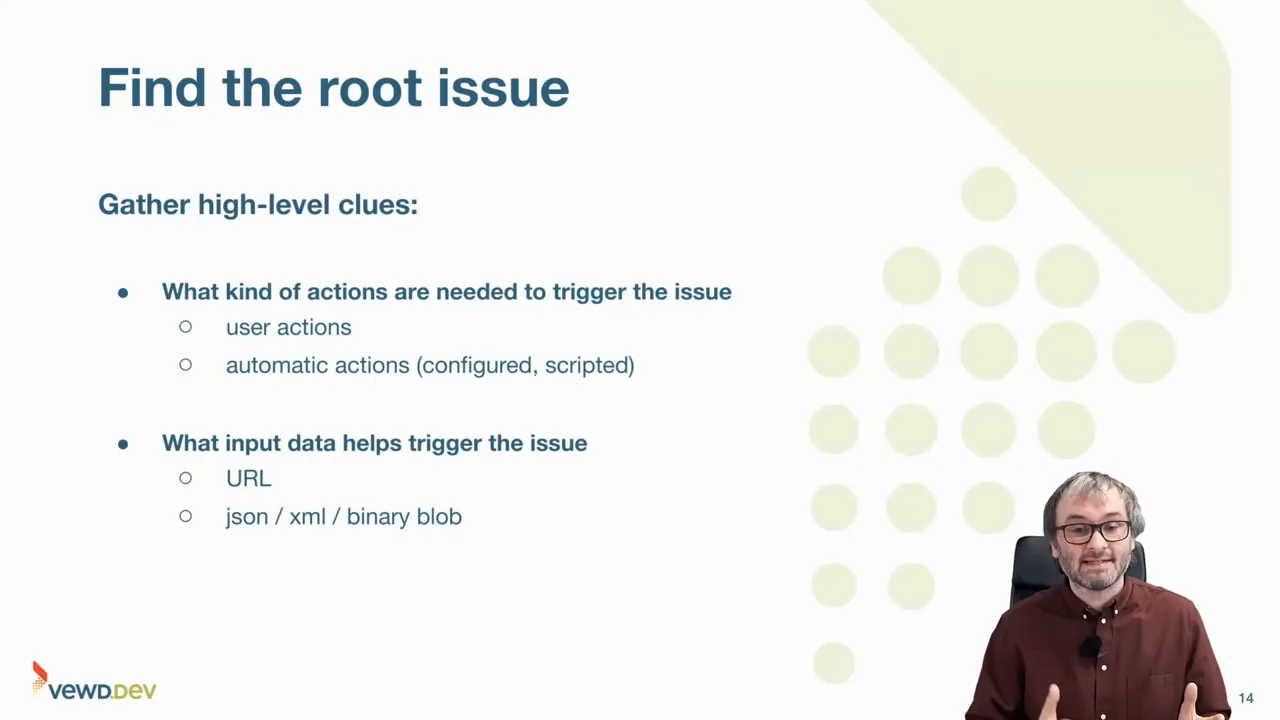 Find the root issue
Gather high-level clues:
● What kind of actions are needed to trigger the issue
○ user actions
○ automatic actions (configured, scripted)
● What input data helps trigger the issue
○ URL
○ json / xml / binary blob
VEWD.DEV
14